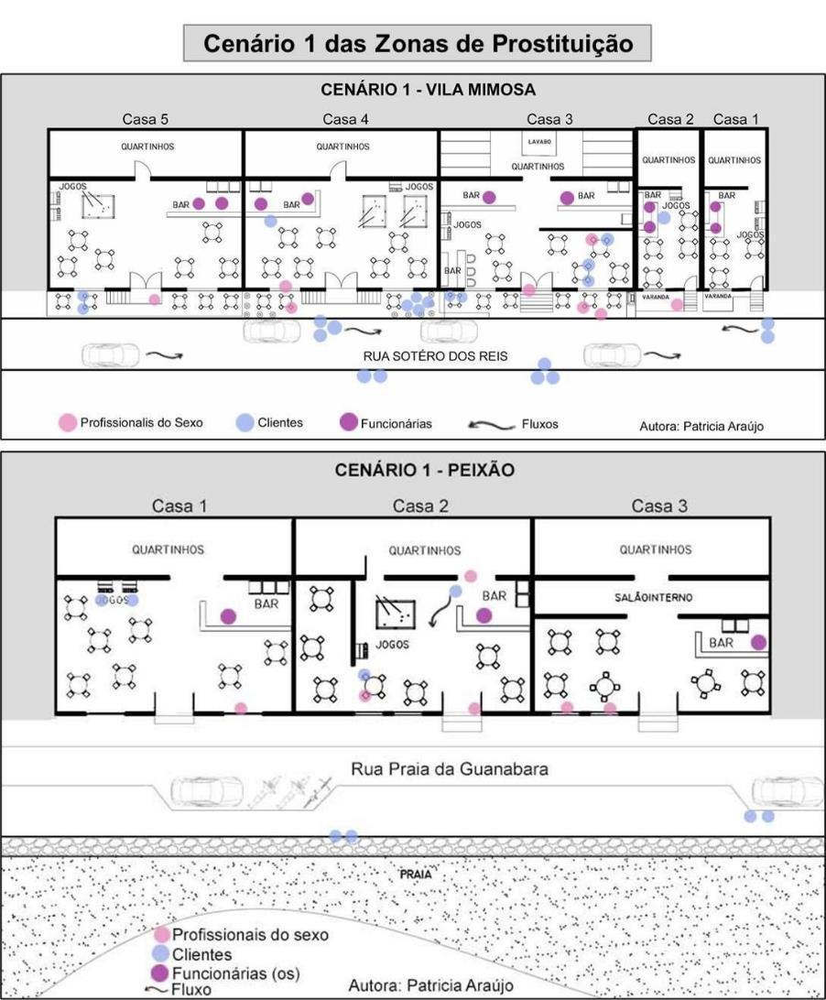 Cenário 1 das Zonas de Prostituição
CENÁRIO 1 - VILA MIMOSA
Casa 5
Casa 4
Casa 3
Casa 2
Casa 1
QUARTINHOS
QUARTINHOS
LAVABO
QUARTINHOS
QUARTINHOS
QUARTINHOS
JOGOS
BAR
BAR
JOGOS
BAR
BAR
JOGOS
BAR
BAR
JOGOS
BAR
JOGOS
VARANDA
VARANDA
RUA SOTÉRO DOS REIS
Profissionalis do Sexo
Clientes
Funcionárias
Fluxos
Autora: Patricia Araújo
CENÁRIO 1 - PEIXÃO
Casa 1
Casa 2
Casa 3
QUARTINHOS
QUARTINHOS
QUARTINHOS
JOGOS
BAR
BAR
JOGOS
SALÃOINTERNO
BAR
Rua Praia da Guanabara
PRAIA
Profissionais do sexo
Clientes
Funcionárias (os)
Fluxo
Autora: Patricia Araújo